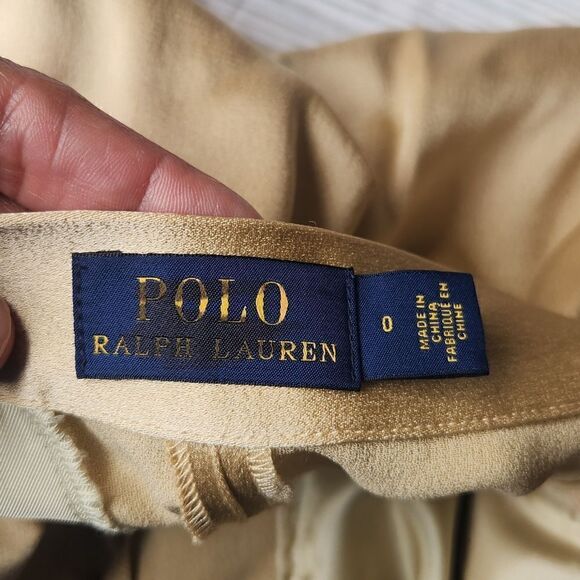 POLO
RALPH LAUREN
0
MADE IN
CHINA
FABRIQUÉ EN
CHINE